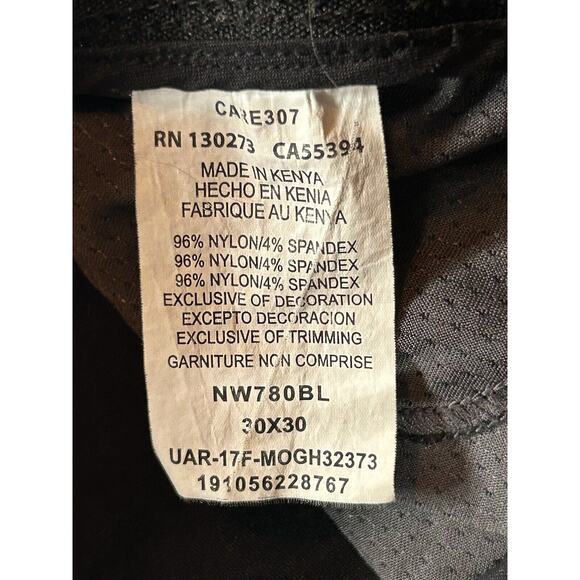 CARE307
RN 130273 CA55394
MADE IN KENYA
HECHO EN KENIA
FABRIQUE AU KENYA
96% NYLON/4% SPANDEX
96% NYLON/4% SPANDEX
96% NYLON/4% SPANDEX
EXCLUSIVE OF DECORATION
EXCEPTO DECORACION
EXCLUSIVE OF TRIMMING
GARNITURE NON COMPRISE
NW780BL
30X30
UAR-17F-MOGH32373
191056228767